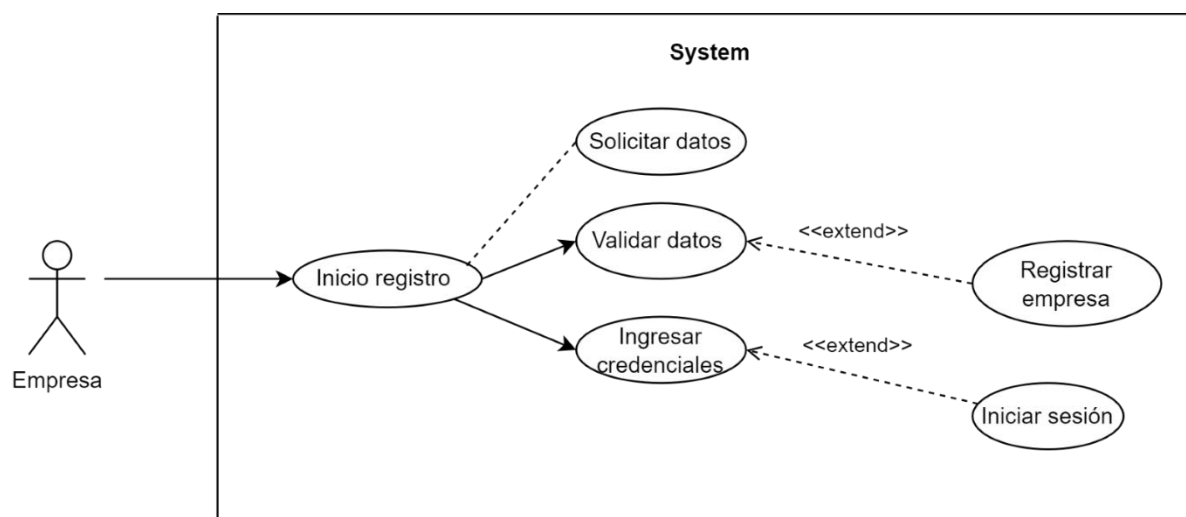 System
Solicitar datos
Validar datos
<<extend>>
Inicio registro
Registrar
empresa
Ingresar
credenciales
<<extend>>
Empresa
Iniciar sesión